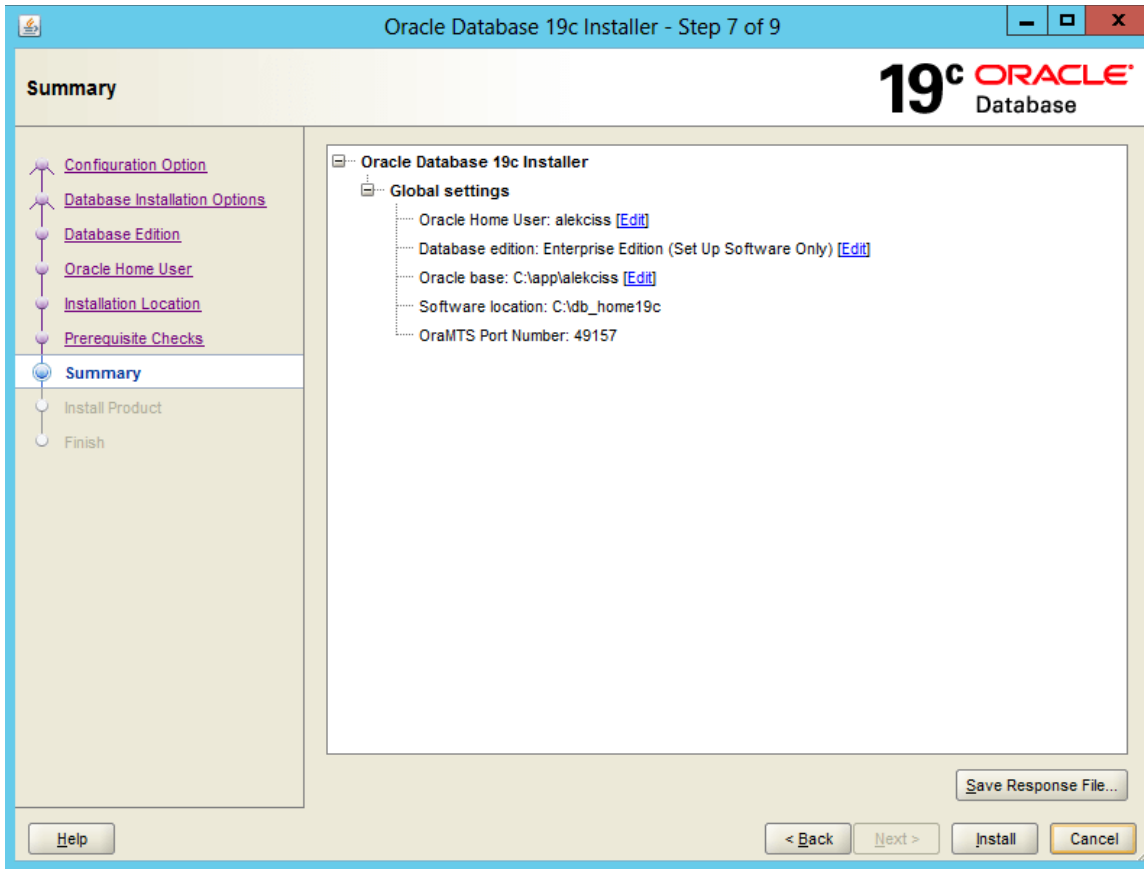 Oracle Database 19c Installer - Step 7 of 9
Summary
19c ORACLE
Database
Configuration Option
Database Installation Options
Database Edition
Oracle Home User
Installation Location
Prerequisite Checks
Summary
Install Product
Finish
Oracle Database 19c Installer
Global settings
Oracle Home User: alekciss [Edit]
Database edition: Enterprise Edition (Set Up Software Only) [Edit]
Oracle base: C:\app\alekciss [Edit]
Software location: C:\db_home19c
OraMTS Port Number: 49157
Save Response File...
Help
< Back
Next >
Install
Cancel